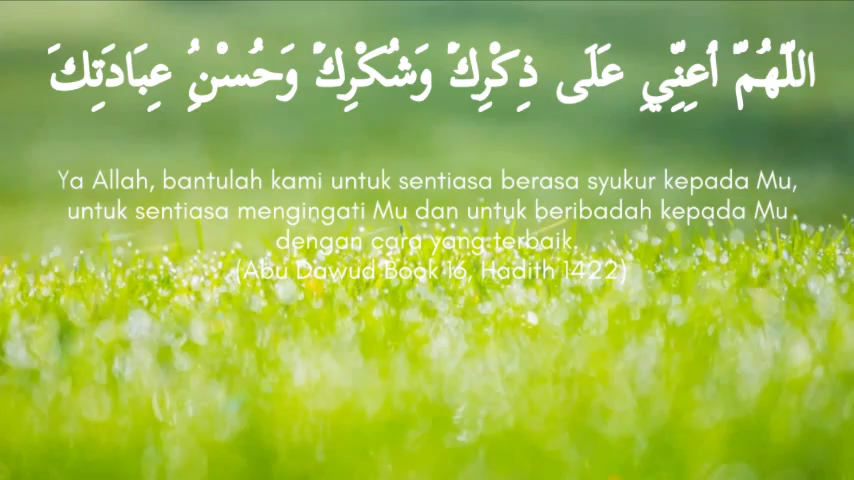 اللَّهُمَّ أَعِنِّي عَلَى ذِكْرِكَ وَشُكْرِكَ وَحُسْنِ عِبَادَتِكَ
Ya Allah, bantulah kami untuk sentiasa berasa syukur kepada Mu,
untuk sentiasa mengingati Mu dan untuk beribadah kepada Mu
dengan cara yang terbaik.
(Abu Dawud Book 16, Hadith 1422)